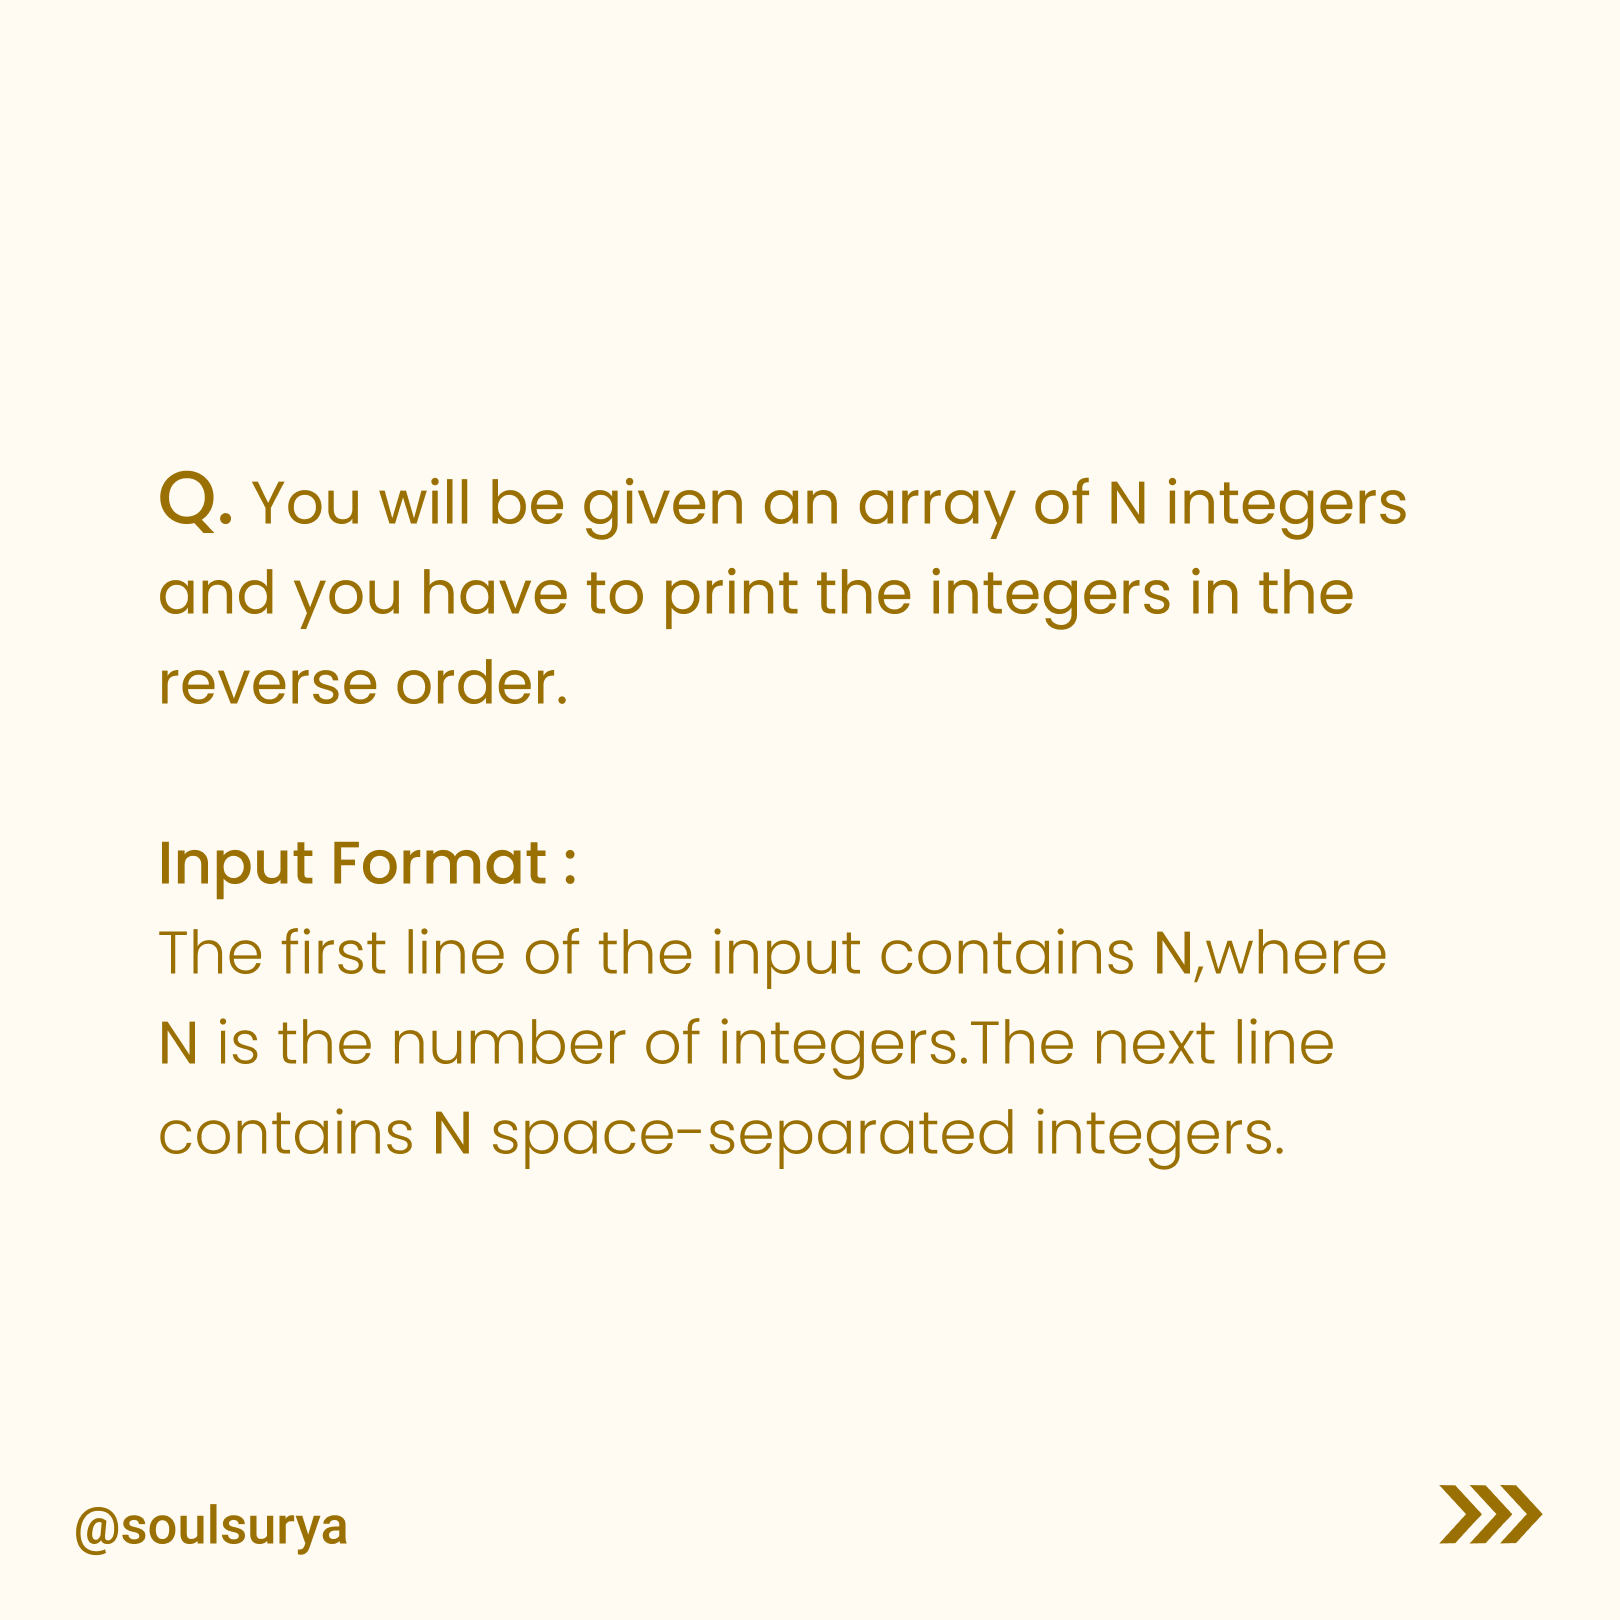 Q. You will be given an array of N integers
and you have to print the integers in the
reverse order.
Input Format :
The first line of the input contains N,where
N is the number of integers.The next line
contains N space-separated integers.
@soulsurya